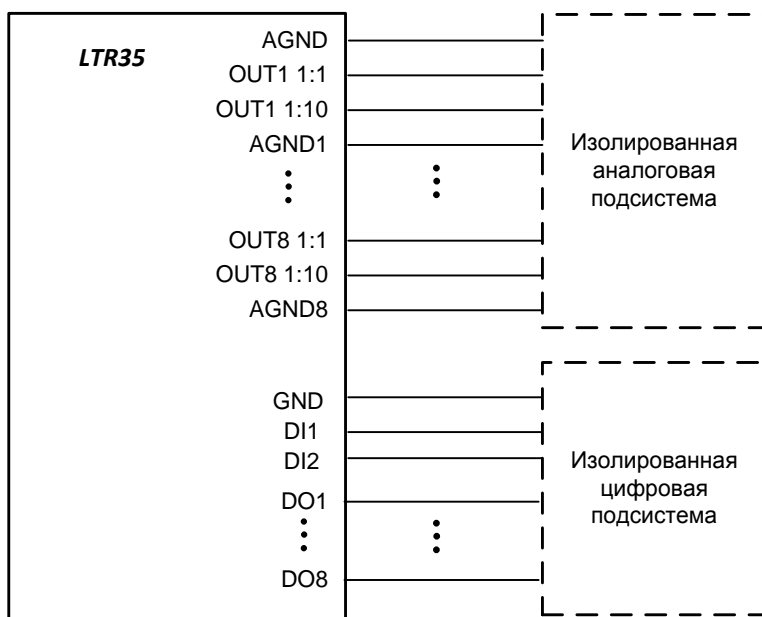 LTR35
AGND
OUT1 1:1
OUT1 1:10
AGND1
OUT8 1:1
OUT8 1:10
AGND8
Изолированная
аналоговая
подсистема
GND
DI1
DI2
DO1
DO8
Изолированная
цифровая
подсистема